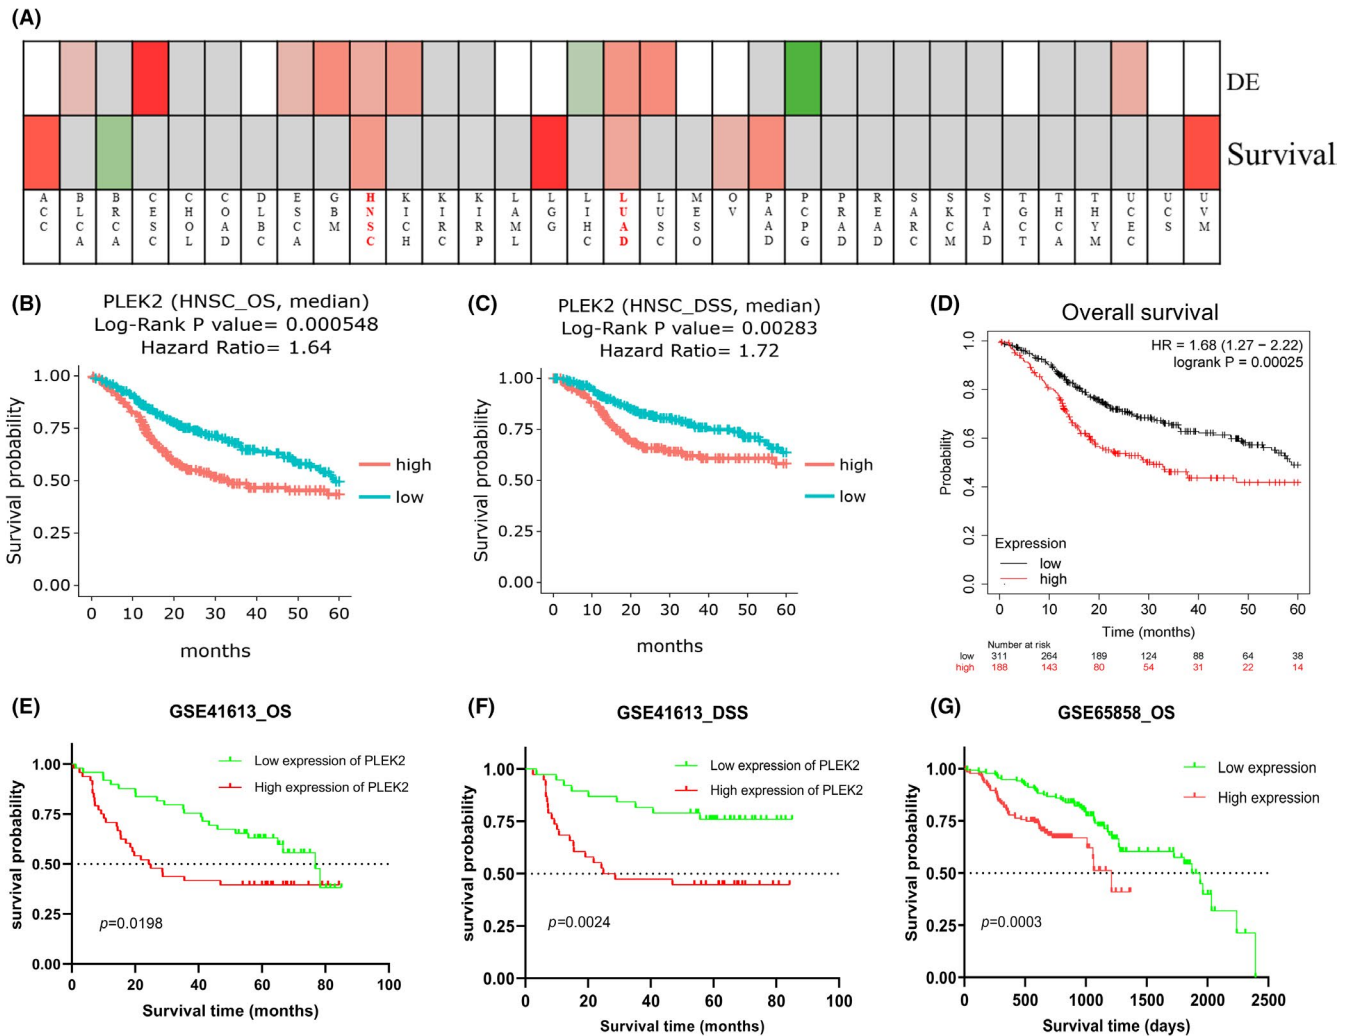 (A)
DE
Survival
ACC BLCA BRCA CESC CHOL COAD DLBC ESCA GBM HNSC KICH KIRC KIRP LAML LGG LIHC LUAD LUSC MESO OV PAAD PCPG PRAD READ SARC SKCM STAD TGCT THCA THYM UCEC UCS UVM
(B)
PLEK2 (HNSC_OS, median)
Log-Rank P value= 0.000548
Hazard Ratio= 1.64
Survival probability
1.00
0.75
0.50
0.25
0.00
high
low
0 10 20 30 40 50 60
months
(C)
PLEK2 (HNSC_DSS, median)
Log-Rank P value= 0.00283
Hazard Ratio= 1.72
Survival probability
1.00
0.75
0.50
0.25
0.00
high
low
0 10 20 30 40 50 60
months
(D)
Overall survival
HR = 1.68 (1.27 − 2.22)
logrank P = 0.00025
Probability
1.0
0.8
0.6
0.4
0.2
0.0
Expression
low
high
0 10 20 30 40 50 60
Time (months)
Number at risk
low 311 264 189 124 88 64 38
high 188 143 80 54 31 22 14
(E)
GSE41613_OS
survival probability
1.00
0.75
0.50
0.25
0.00
Low expression of PLEK2
High expression of PLEK2
p=0.0198
0 20 40 60 80 100
Survival time (months)
(F)
GSE41613_DSS
survival probability
1.00
0.75
0.50
0.25
0.00
Low expression of PLEK2
High expression of PLEK2
p=0.0024
0 20 40 60 80 100
Survival time (months)
(G)
GSE65858_OS
Survival probability
1.00
0.75
0.50
0.25
0.00
Low expression
High expression
p=0.0003
0 500 1000 1500 2000 2500
Survival time (days)